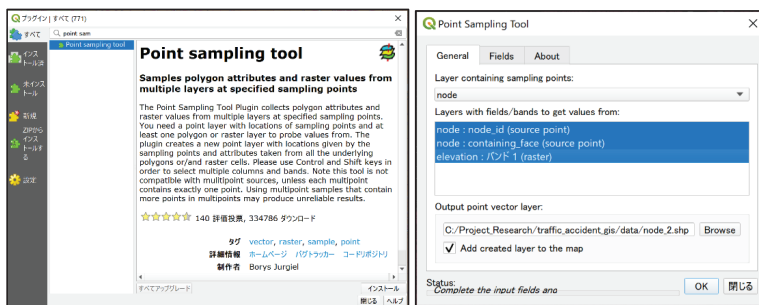 プラグイン | すべて (771)
すべて
point sam
インストール済
未インストール
新規
ZIPからインストールする
設定
Point sampling tool
Point sampling tool
Samples polygon attributes and raster values from
multiple layers at specified sampling points
The Point Sampling Tool Plugin collects polygon attributes and
raster values from multiple layers at specified sampling points.
You need a point layer with locations of sampling points and at
least one polygon or raster layer to probe values from. The
plugin creates a new point layer with locations given by the
sampling points and attributes taken from all the underlying
polygons or/and raster cells. Please use Control and Shift keys in
order to select multiple columns and bands. Note this tool is not
compatible with mulitipoint sources, unless each multipoint
contains exactly one point. Using multipoint samples that contain
more points in multimpoints may produce unreliable results.
140 評価投票, 334786 ダウンロード
タグ vector, raster, sample, point
詳細情報 ホームページ バグトラッカー コードリポジトリ
制作者 Borys Jurgiel
すべてアップグレード
インストール
閉じる ヘルプ
Point Sampling Tool
General Fields About
Layer containing sampling points:
node
Layers with fields/bands to get values from:
node : node_id (source point)
node : containing_face (source point)
elevation : バンド 1 (raster)
Output point vector layer:
C:/Project_Research/traffic_accident_gis/data/node_2.shp Browse
Add created layer to the map
Status:
Complete the input fields and
OK 閉じる